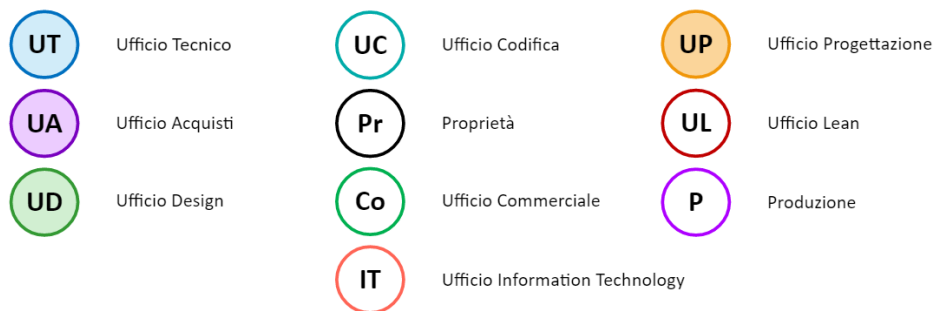 UT Ufficio Tecnico UC Ufficio Codifica UP Ufficio Progettazione
UA Ufficio Acquisti Pr Proprietà UL Ufficio Lean
UD Ufficio Design Co Ufficio Commerciale P Produzione
IT Ufficio Information Technology